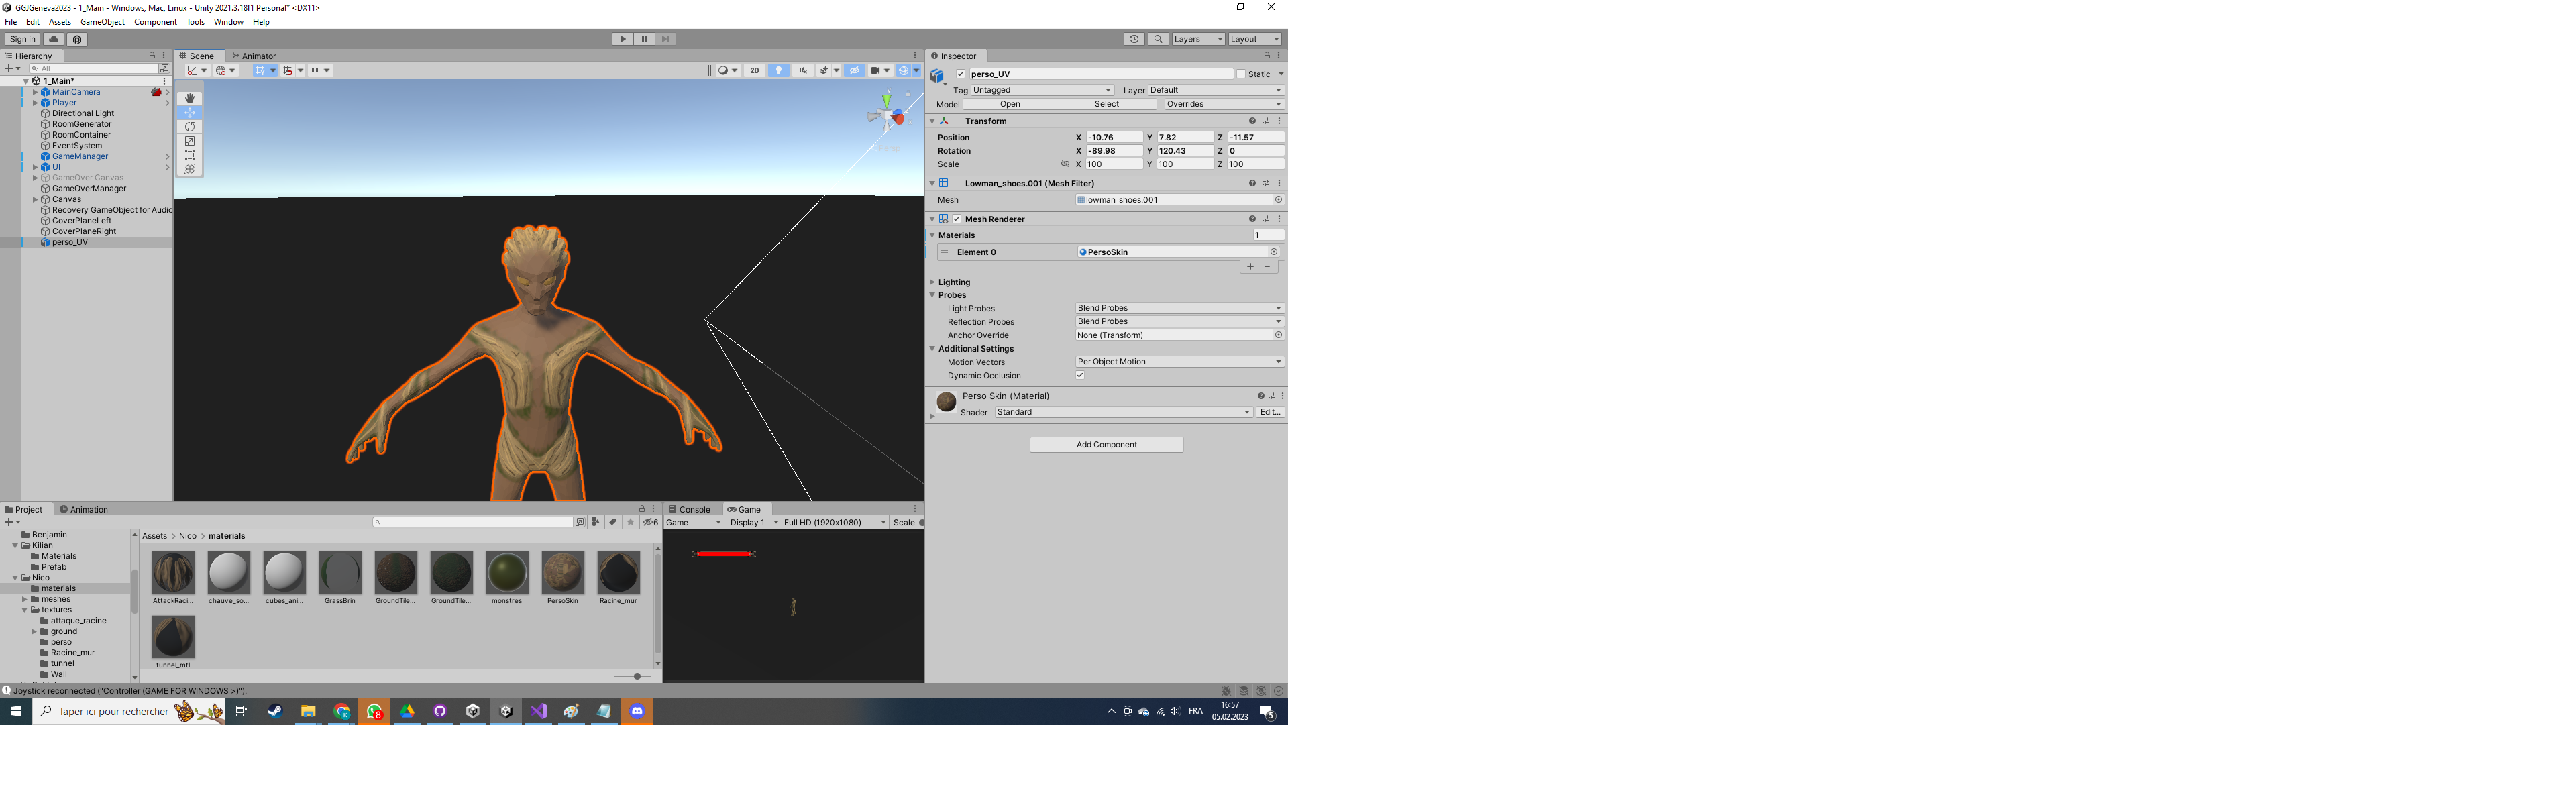 GGJGeneva2023 - 1_Main - Windows, Mac, Linux - Unity 2021.3.18f1 Personal* <DX11>
File Edit Assets GameObject Component Tools Window Help
Sign in
Layers Layout
Hierarchy
All
1_Main*
MainCamera
Player
Directional Light
RoomGenerator
RoomContainer
EventSystem
GameManager
UI
GameOver Canvas
GameOverManager
Canvas
Recovery GameObject for Audio
CoverPlaneLeft
CoverPlaneRight
perso_UV
Scene Animator
2D
Inspector
perso_UV Static
Tag Untagged Layer Default
Model Open Select Overrides
Transform
Position X -10.76 Y 7.82 Z -11.57
Rotation X -89.98 Y 120.43 Z 0
Scale X 100 Y 100 Z 100
Lowman_shoes.001 (Mesh Filter)
Mesh lowman_shoes.001
Mesh Renderer
Materials 1
Element 0 PersoSkin
Lighting
Probes
Light Probes Blend Probes
Reflection Probes Blend Probes
Anchor Override None (Transform)
Additional Settings
Motion Vectors Per Object Motion
Dynamic Occlusion
Perso Skin (Material)
Shader Standard Edit...
Add Component
Project Animation
6
Benjamin
Kilian
Materials
Prefab
Nico
materials
meshes
textures
attaque_racine
ground
perso
Racine_mur
tunnel
Wall
Assets > Nico > materials
AttackRaci... chauve_so... cubes_ani... GrassBrin GroundTile... GroundTile... monstres PersoSkin Racine_mur
tunnel_mtl
Console Game
Game Display 1 Full HD (1920x1080) Scale
Joystick reconnected ("Controller (GAME FOR WINDOWS >)").
Taper ici pour rechercher
8
FRA
16:57
05.02.2023
5